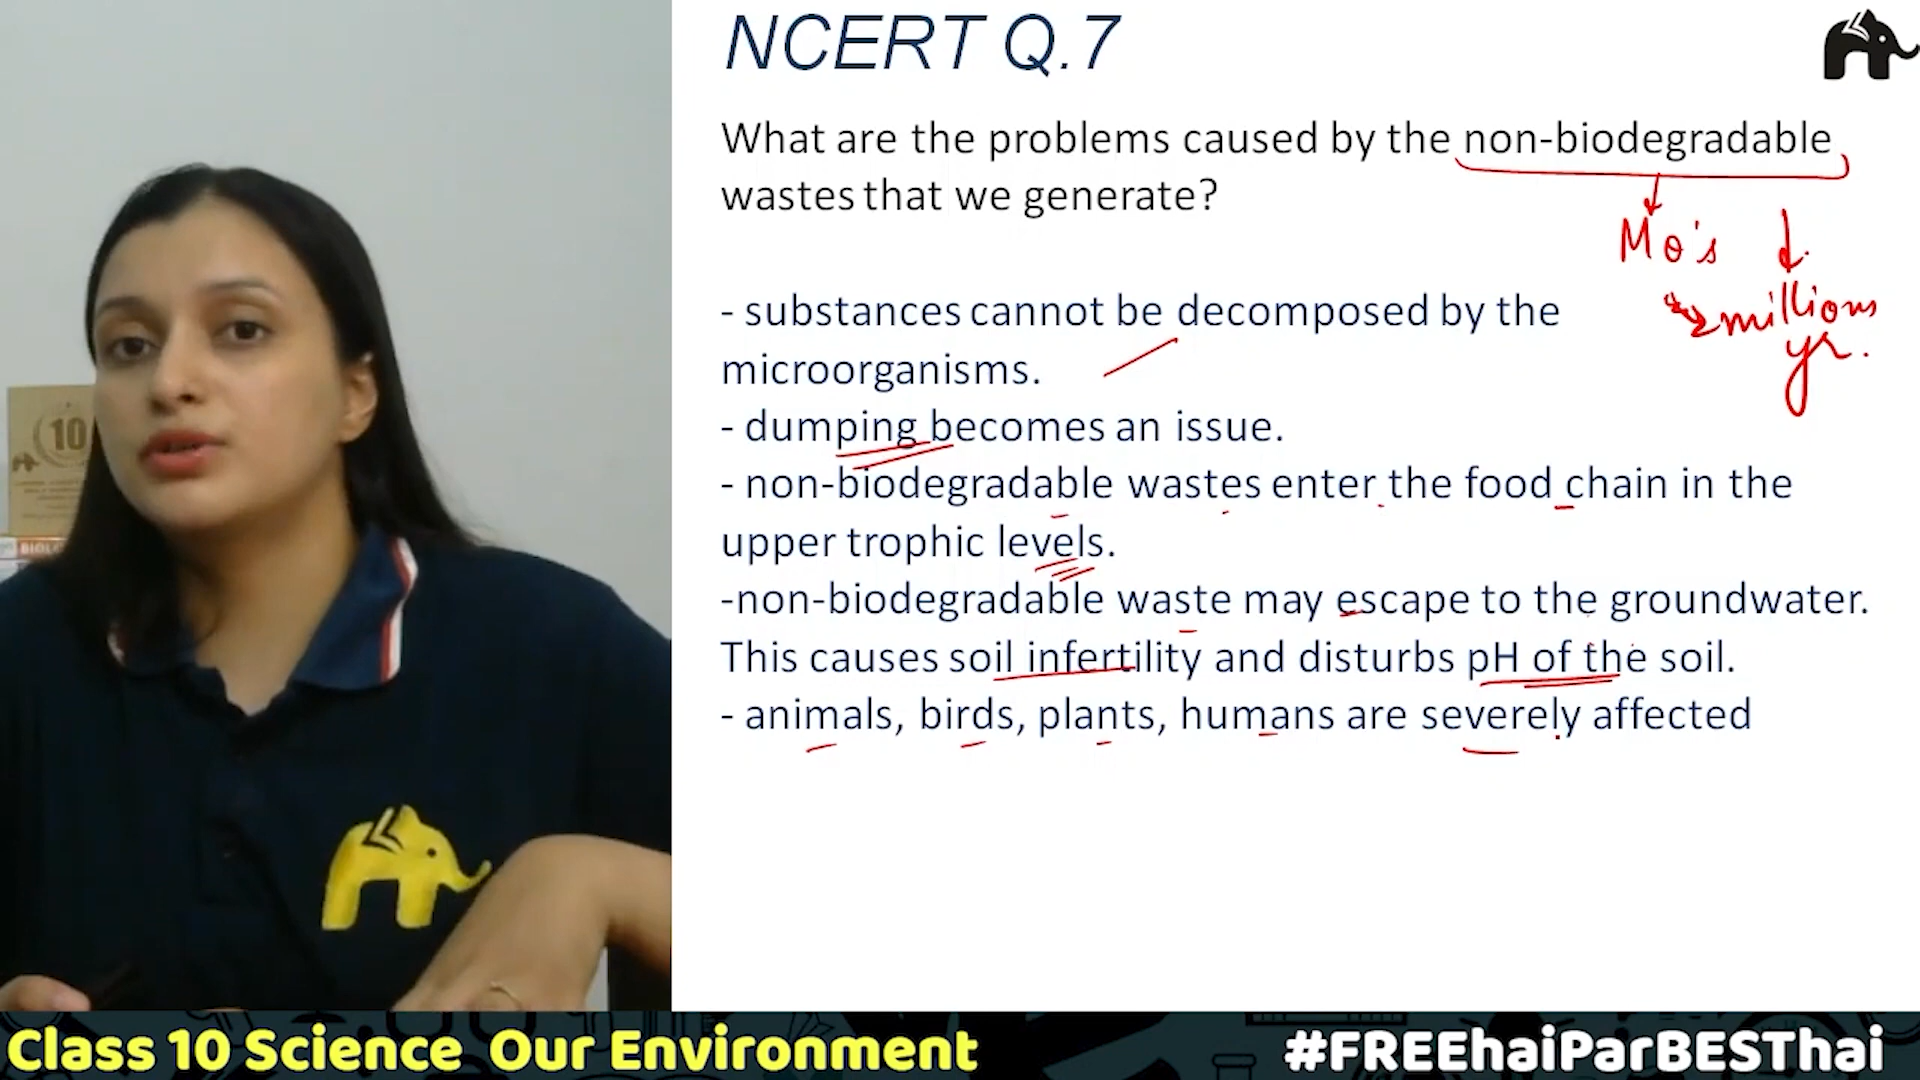 NCERT Q.7
What are the problems caused by the non-biodegradable
wastes that we generate?
Mo's
millions
yr.
- substances cannot be decomposed by the
microorganisms.
- dumping becomes an issue.
- non-biodegradable wastes enter the food chain in the
upper trophic levels.
-non-biodegradable waste may escape to the groundwater.
This causes soil infertility and disturbs pH of the soil.
- animals, birds, plants, humans are severely affected
10
Class 10 Science Our Environment
#FREEhaiParBESThai